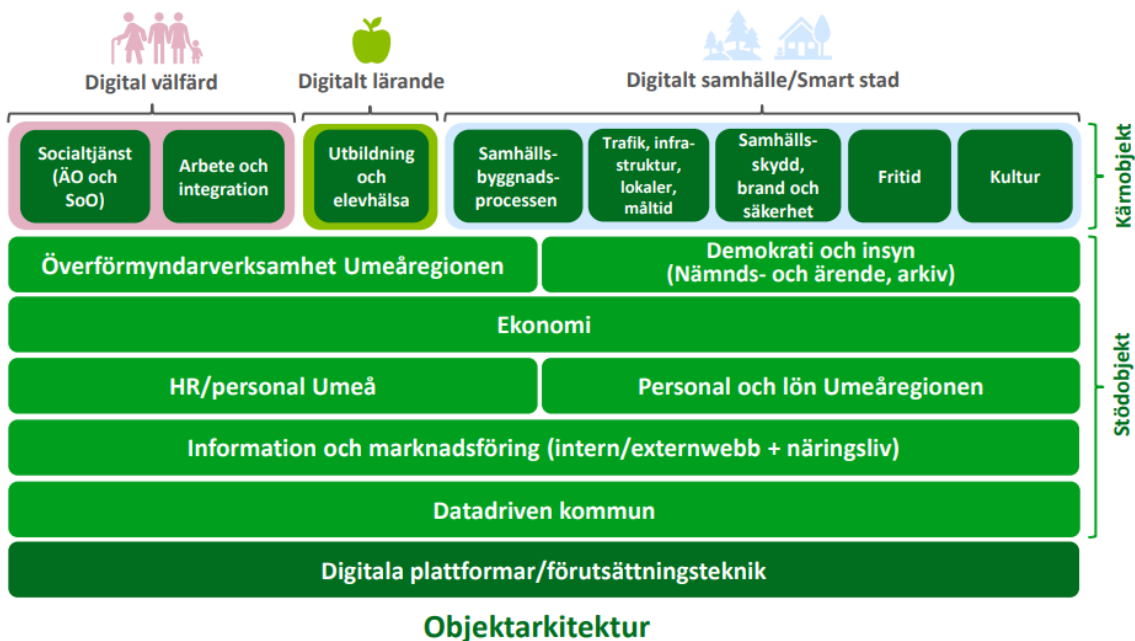 Digital välfärd
Digitalt lärande
Digitalt samhälle/Smart stad
Socialtjänst
(ÄO och
SoO)
Arbete och
integration
Utbildning
och
elevhälsa
Samhälls-
byggnads-
processen
Trafik, infra-
struktur,
lokaler,
måltid
Samhälls-
skydd,
brand och
säkerhet
Fritid
Kultur
Kärnobjekt
Överförmyndarverksamhet Umeåregionen
Demokrati och insyn
(Nämnds- och ärende, arkiv)
Ekonomi
HR/personal Umeå
Personal och lön Umeåregionen
Information och marknadsföring (intern/externwebb + näringsliv)
Datadriven kommun
Stödobjekt
Digitala plattformar/förutsättningsteknik
Objektarkitektur